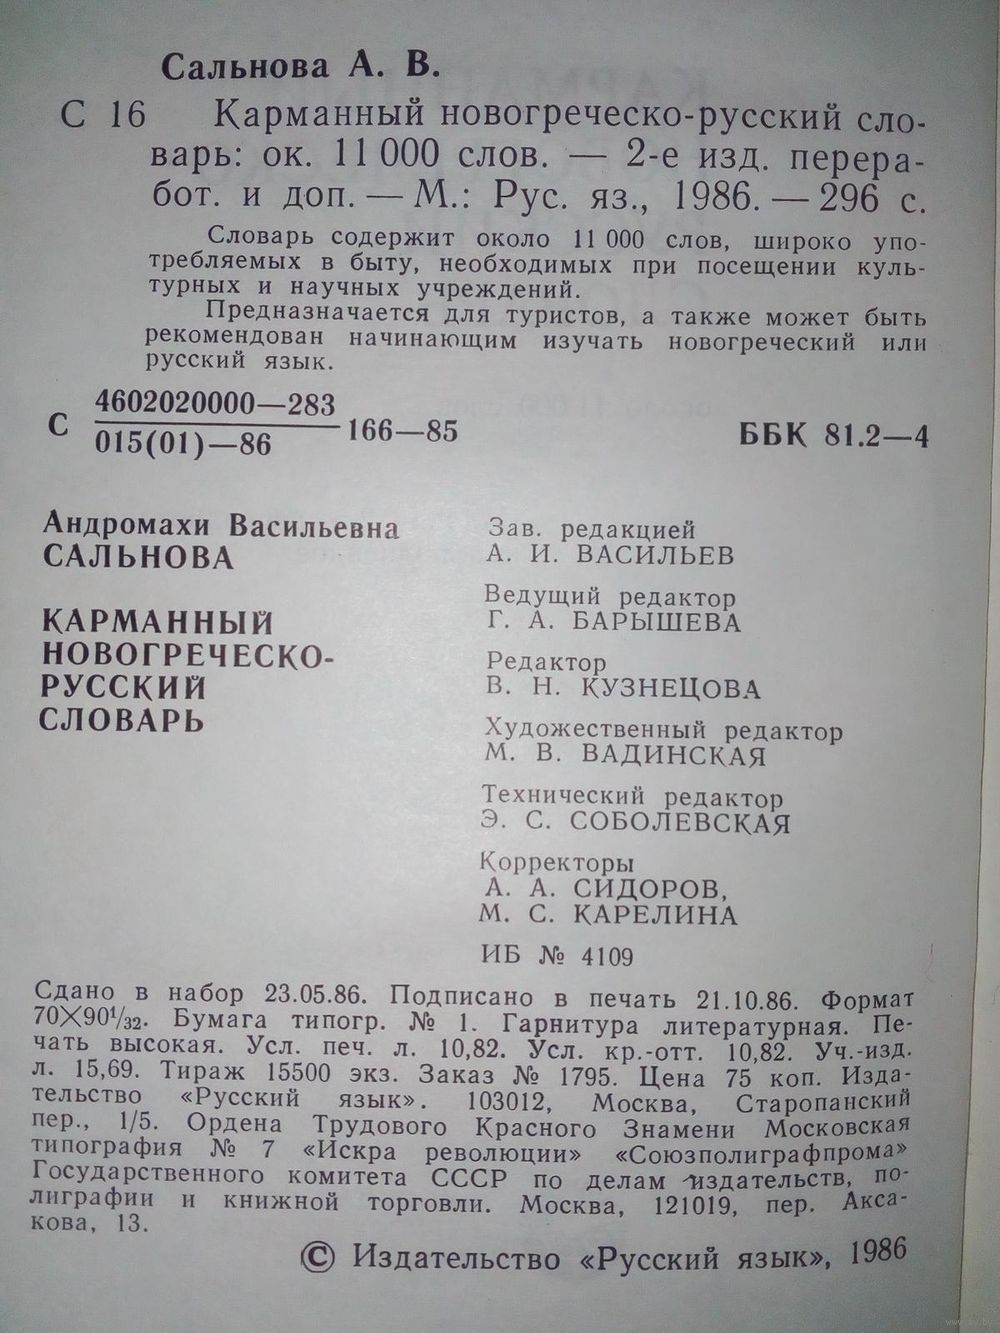 Сальнова А. В.
С 16 Карманный новогреческо-русский сло-
варь: ок. 11 000 слов. — 2-е изд. перера-
бот. и доп. — М.: Рус. яз., 1986. — 296 с.
Словарь содержит около 11 000 слов, широко упо-
требляемых в быту, необходимых при посещении куль-
турных и научных учреждений.
Предназначается для туристов, а также может быть
рекомендован начинающим изучать новогреческий или
русский язык.
4602020000—283
С 166—85 ББК 81.2—4
015(01)—86
Андромахи Васильевна
САЛЬНОВА
КАРМАННЫЙ
НОВОГРЕЧЕСКО-
РУССКИЙ
СЛОВАРЬ
Зав. редакцией
А. И. ВАСИЛЬЕВ
Ведущий редактор
Г. А. БАРЫШЕВА
Редактор
В. Н. КУЗНЕЦОВА
Художественный редактор
М. В. ВАДИНСКАЯ
Технический редактор
Э. С. СОБОЛЕВСКАЯ
Корректоры
А. А. СИДОРОВ,
М. С. КАРЕЛИНА
ИБ № 4109
Сдано в набор 23.05.86. Подписано в печать 21.10.86. Формат
70X90¹/₃₂. Бумага типогр. № 1. Гарнитура литературная. Пе-
чать высокая. Усл. печ. л. 10,82. Усл. кр.-отт. 10,82. Уч.-изд.
л. 15,69. Тираж 15500 экз. Заказ № 1795. Цена 75 коп. Изда-
тельство «Русский язык». 103012, Москва, Старопанский
пер., 1/5. Ордена Трудового Красного Знамени Московская
типография № 7 «Искра революции» «Союзполиграфпрома»
Государственного комитета СССР по делам издательств, по-
лиграфии и книжной торговли. Москва, 121019, пер. Акса-
кова, 13.
© Издательство «Русский язык», 1986